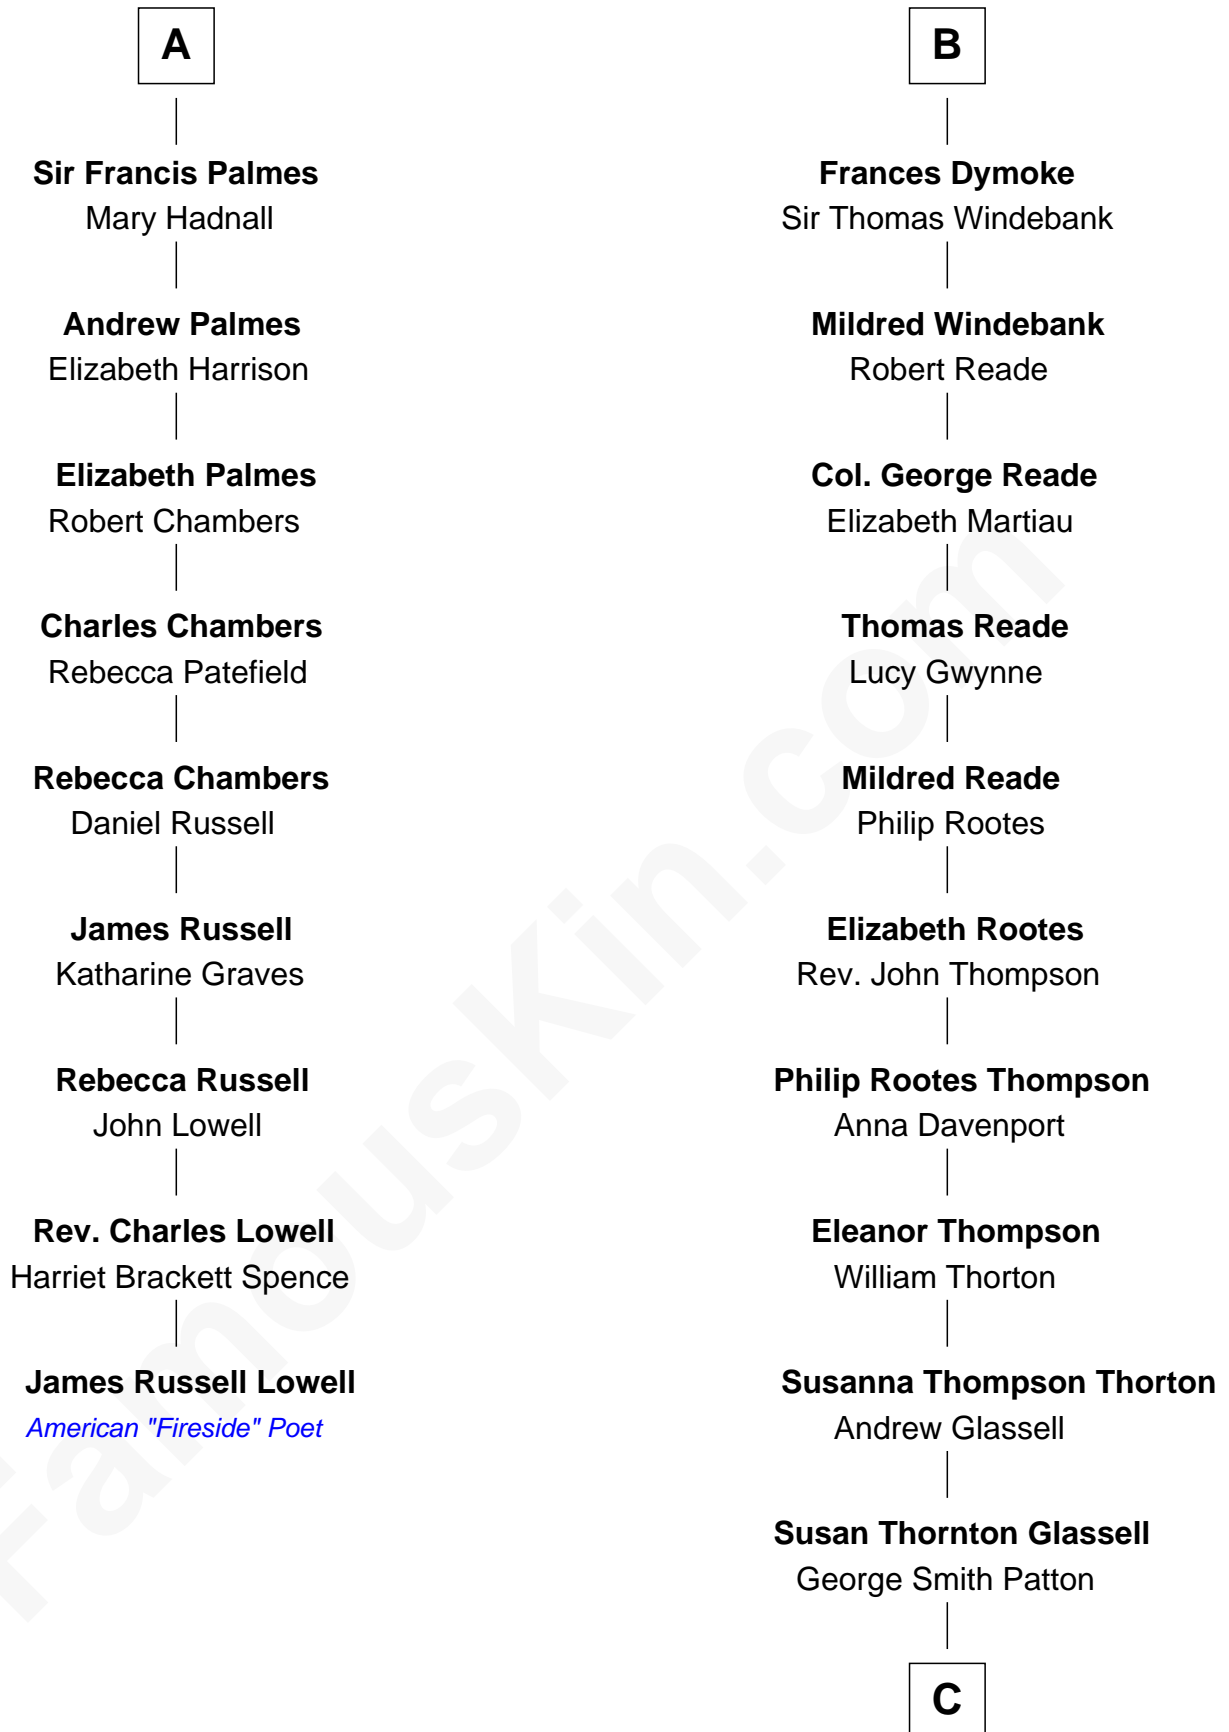 A
Sir Francis Palmes
Mary Hadnall
Andrew Palmes
Elizabeth Harrison
Elizabeth Palmes
Robert Chambers
Charles Chambers
Rebecca Patefield
Rebecca Chambers
Daniel Russell
James Russell
Katharine Graves
Rebecca Russell
John Lowell
Rev. Charles Lowell
Harriet Brackett Spence
James Russell Lowell
American "Fireside" Poet
B
Frances Dymoke
Sir Thomas Windebank
Mildred Windebank
Robert Reade
Col. George Reade
Elizabeth Martiau
Thomas Reade
Lucy Gwynne
Mildred Reade
Philip Rootes
Elizabeth Rootes
Rev. John Thompson
Philip Rootes Thompson
Anna Davenport
Eleanor Thompson
William Thorton
Susanna Thompson Thorton
Andrew Glassell
Susan Thornton Glassell
George Smith Patton
C
FamousKin.com